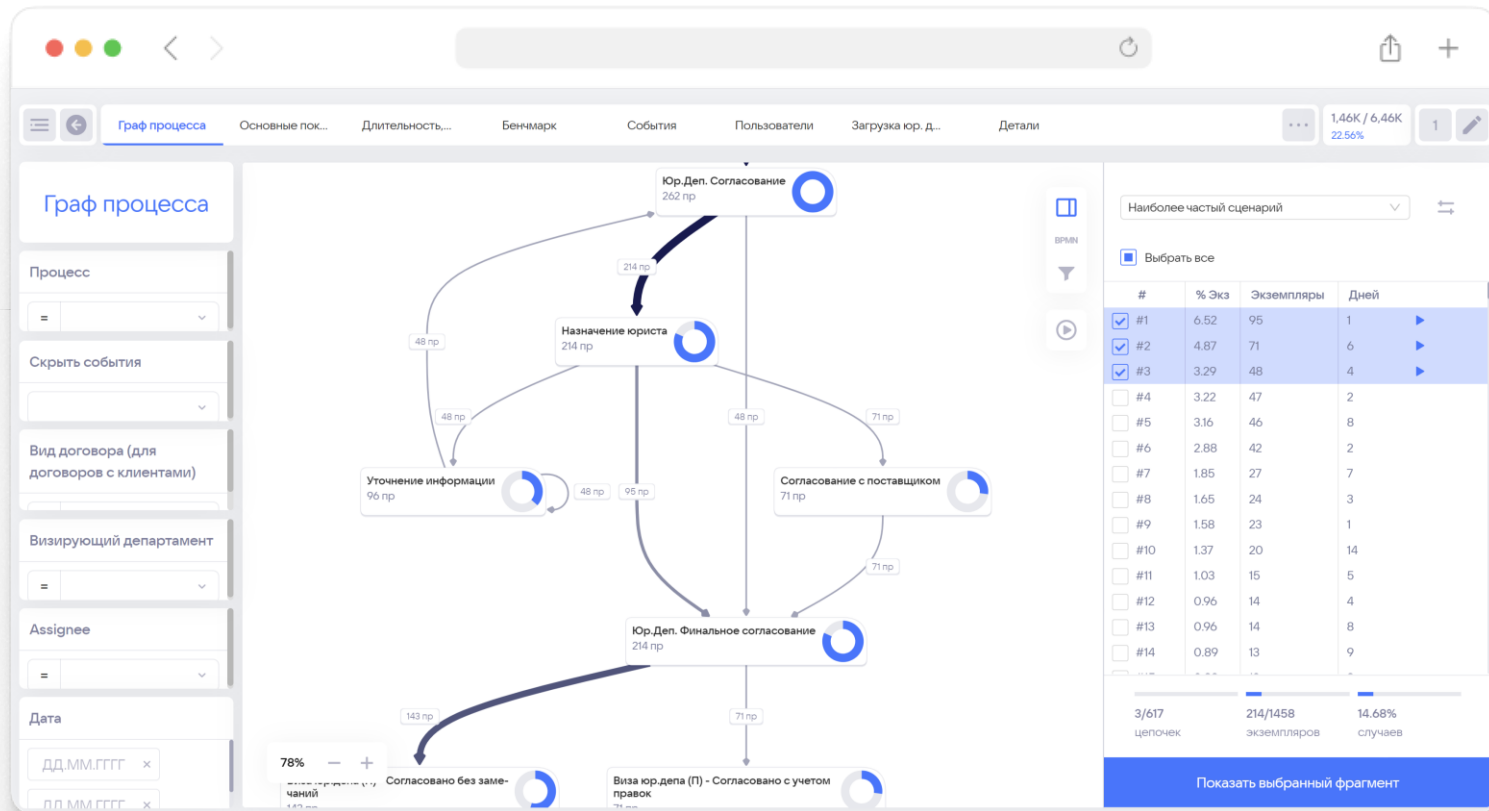 Граф процесса
Основные пок...
Длительность,...
Бенчмарк
События
Пользователи
Загрузка юр. д...
Детали
...
1,46K / 6,46K
22.56%
1
Граф процесса
Процесс
=
Скрыть события
Вид договора (для
договоров с клиентами)
Визирующий департамент
=
Assignee
=
Дата
ДД.ММ.ГГГГ ×
ДД.ММ.ГГГГ ×
Юр.Деп. Согласование
262 пр
214 пр
Назначение юриста
214 пр
48 пр
48 пр
48 пр
71 пр
Уточнение информации
96 пр
48 пр
95 пр
Согласование с поставщиком
71 пр
71 пр
Юр.Деп. Финальное согласование
214 пр
143 пр
71 пр
78% — +
Согласовано без заме-
чаний
Виза юр.депа (П) - Согласовано с учетом
правок
BPMN
Наиболее частый сценарий
Выбрать все
# % Экз Экземпляры Дней
#1 6.52 95 1
#2 4.87 71 6
#3 3.29 48 4
#4 3.22 47 2
#5 3.16 46 8
#6 2.88 42 2
#7 1.85 27 7
#8 1.65 24 3
#9 1.58 23 1
#10 1.37 20 14
#11 1.03 15 5
#12 0.96 14 4
#13 0.96 14 8
#14 0.89 13 9
3/617 214/1458 14.68%
цепочек экземпляров случаев
Показать выбранный фрагмент